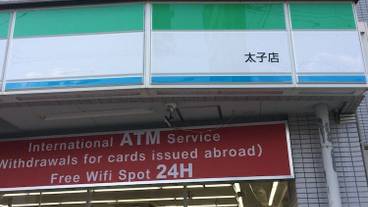 太子店
International ATM Service
Withdrawals for cards issued abroad)
Free Wifi Spot 24H